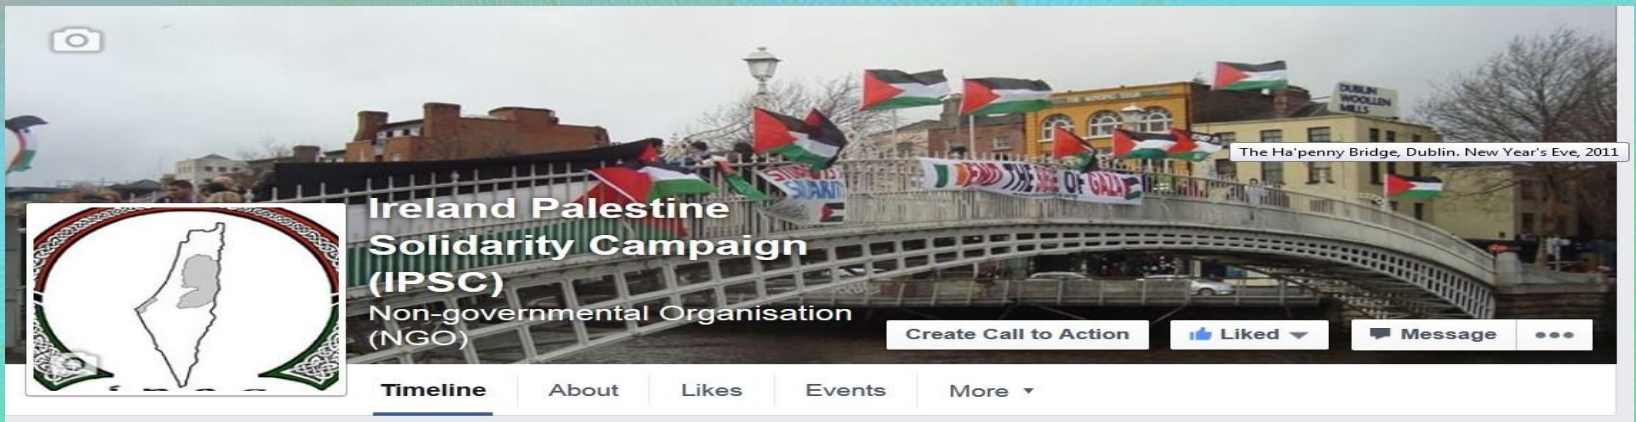 DUBLIN
WOOLLEN
MILLS
The Ha'penny Bridge, Dublin. New Year's Eve, 2011
END THE SIEGE OF GAZA
Ireland Palestine
Solidarity Campaign
(IPSC)
Non-governmental Organisation
(NGO)
Create Call to Action
Liked
Message
Timeline
About
Likes
Events
More